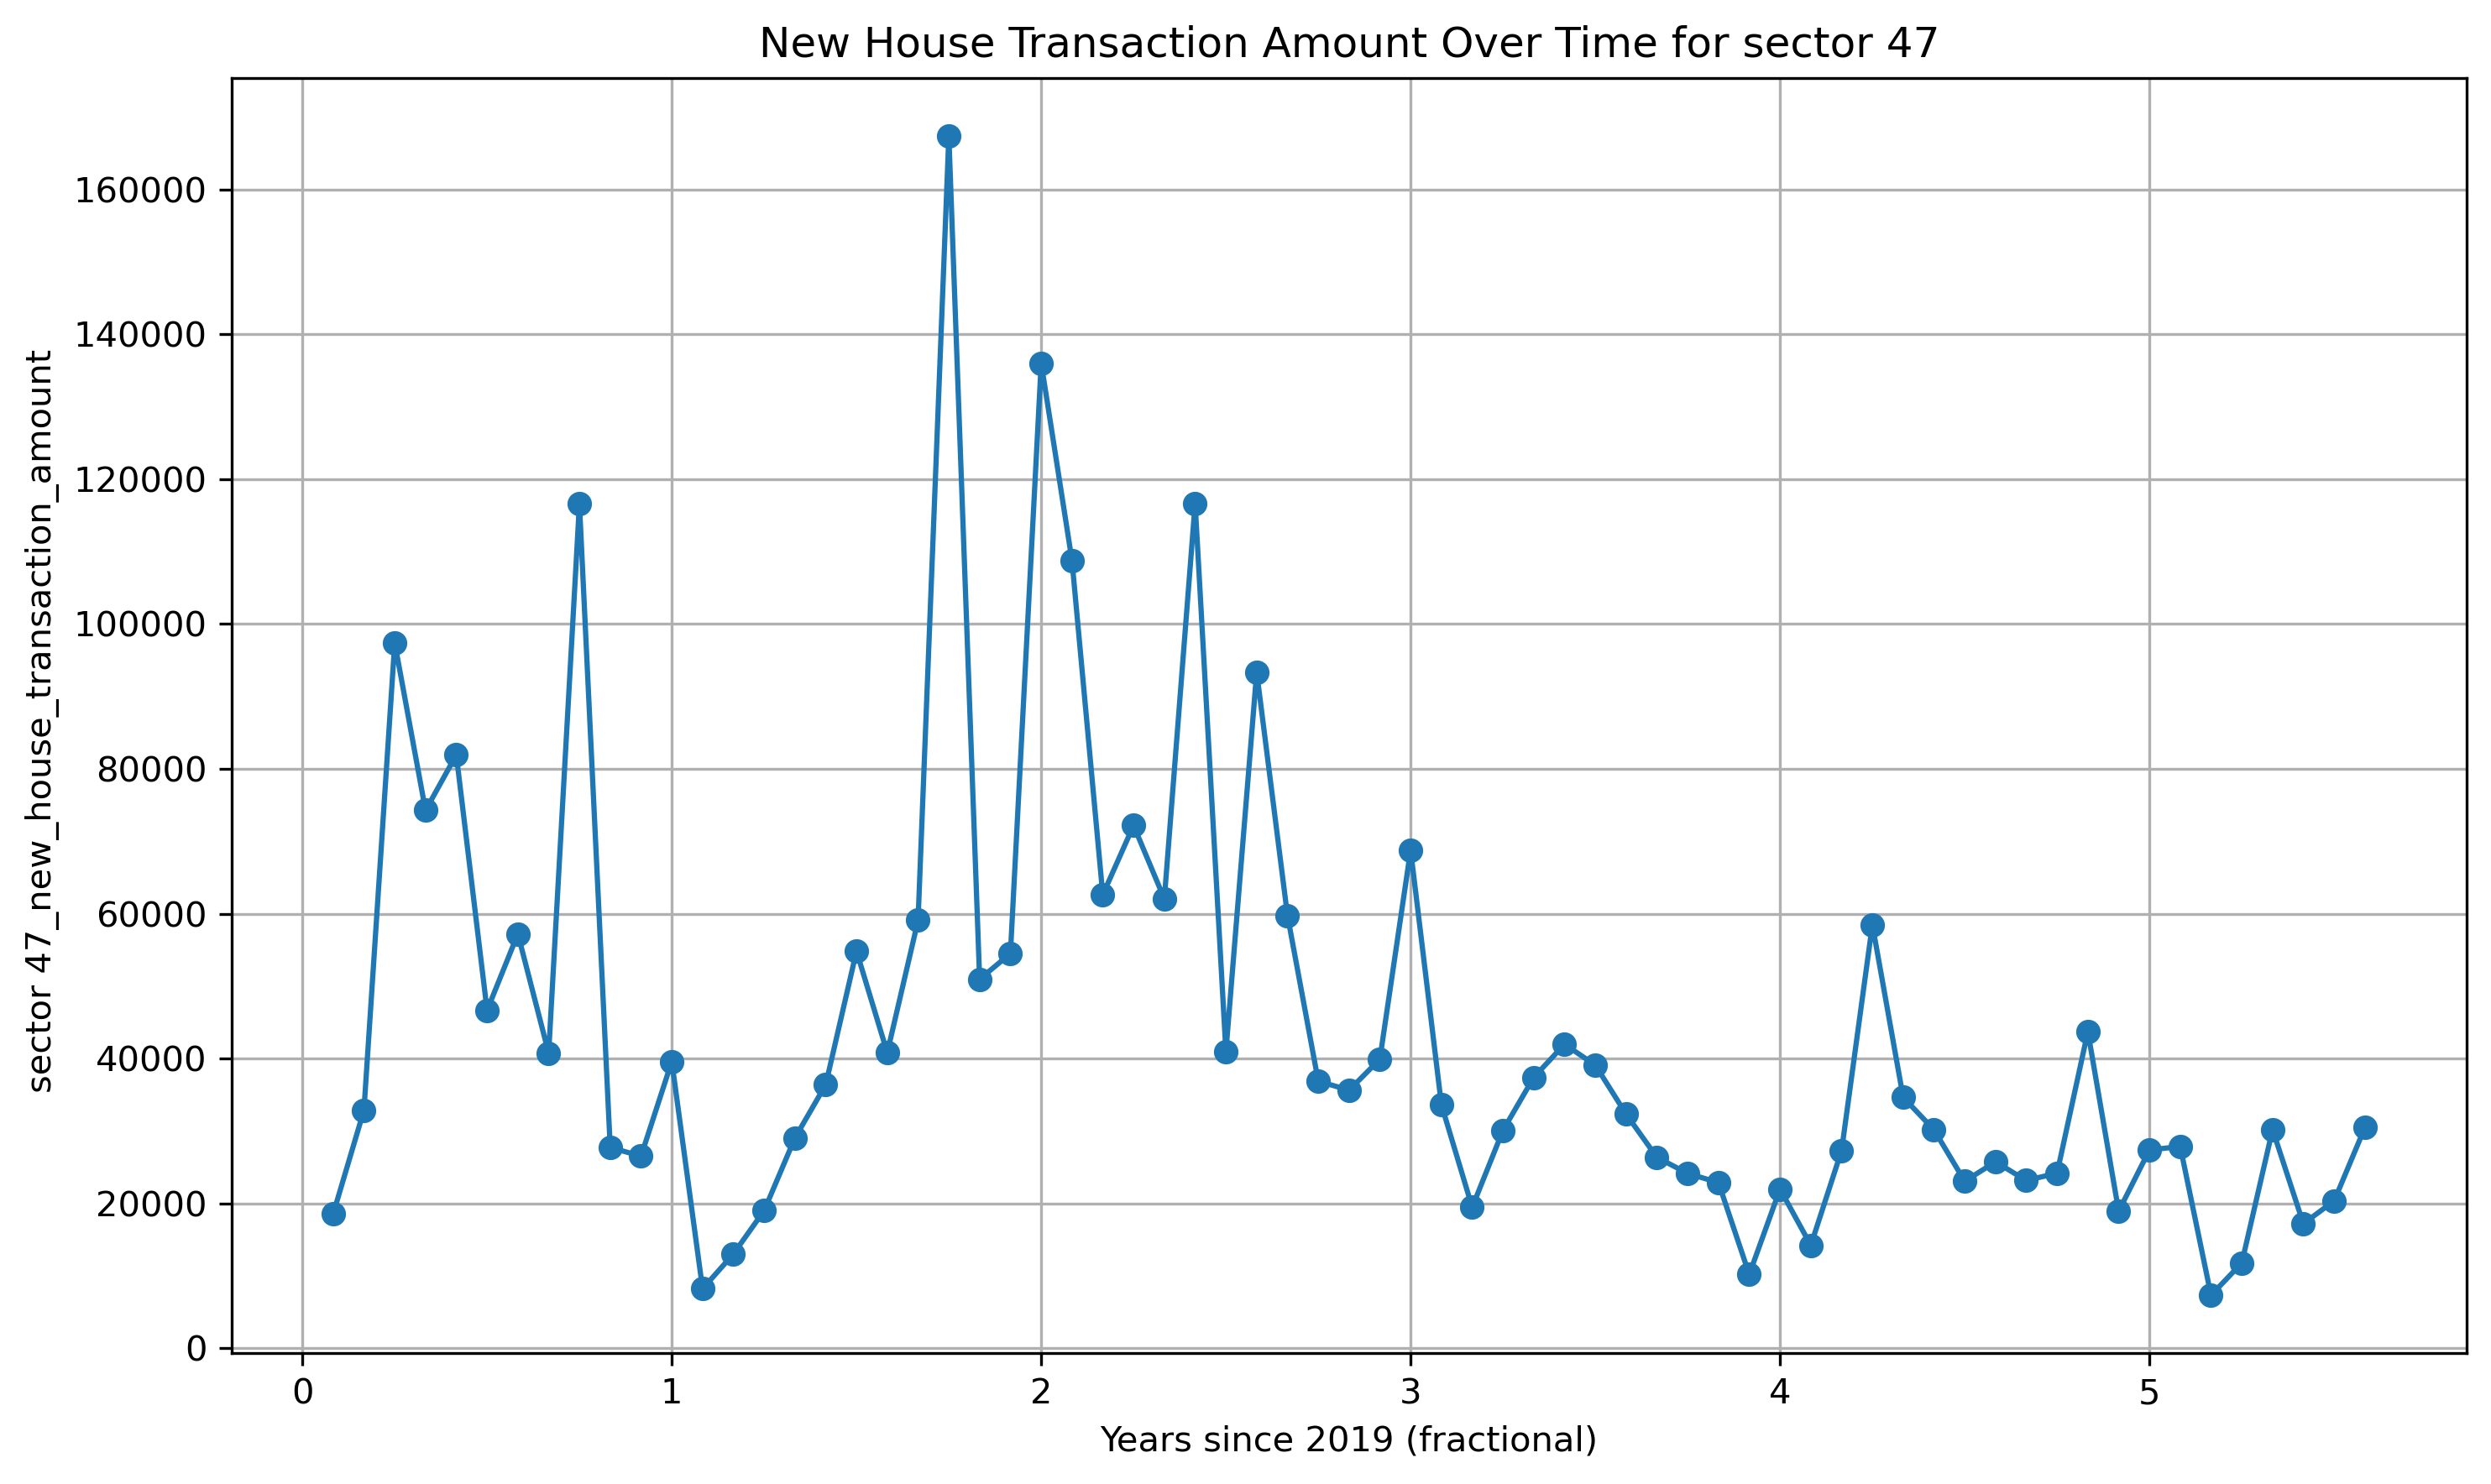 New House Transaction Amount Over Time for sector 47
sector 47_new_house_transaction_amount
160000
140000
120000
100000
80000
60000
40000
20000
0
0 1 2 3 4 5
Years since 2019 (fractional)